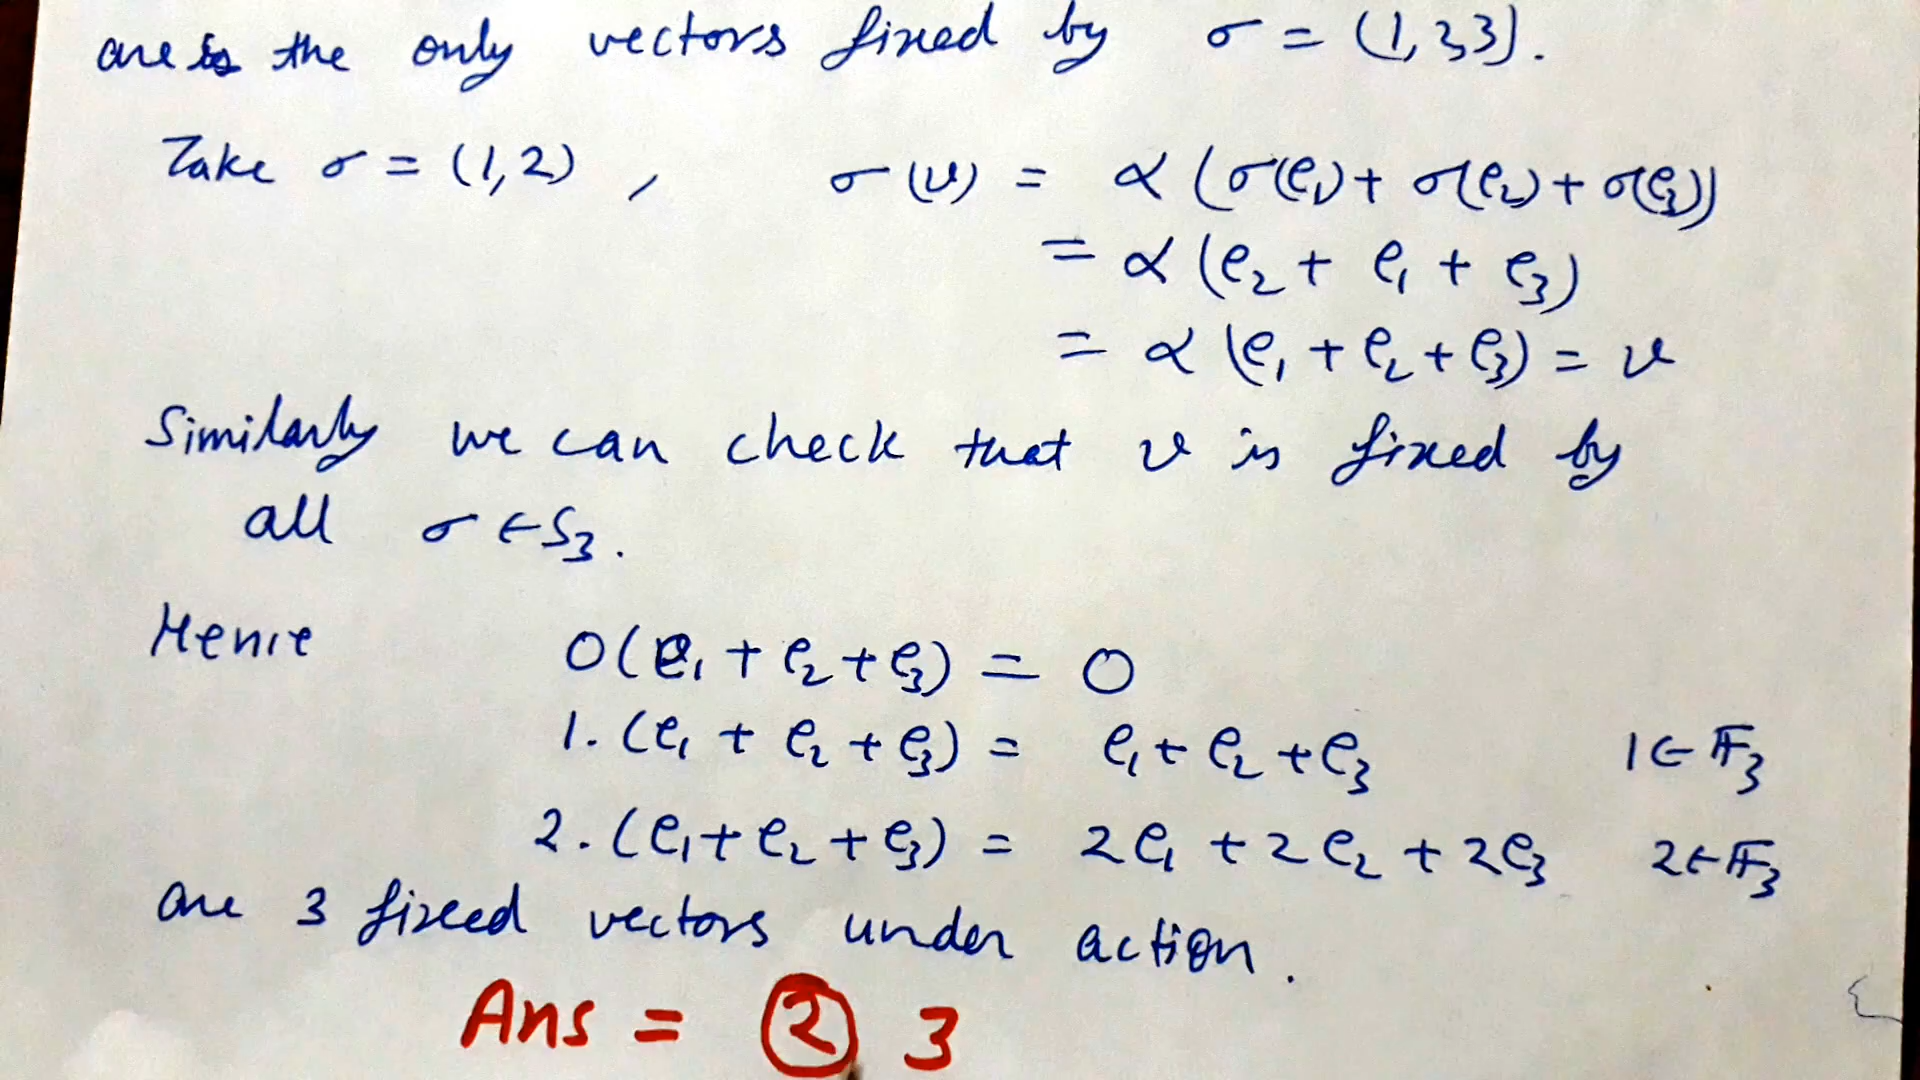 are the only vectors fixed by σ = (1,2,3).
Take σ = (1,2) , σ(v) = α (σ(e₁) + σ(e₂) + σ(e₃))
= α (e₂ + e₁ + e₃)
= α (e₁ + e₂ + e₃) = v
Similarly we can check that v is fixed by
all σ ∈ S₃.
Hence 0(e₁ + e₂ + e₃) = 0
1. (e₁ + e₂ + e₃) = e₁ + e₂ + e₃ 1 ∈ 𝔽₃
2. (e₁ + e₂ + e₃) = 2e₁ + 2e₂ + 2e₃ 2 ∈ 𝔽₃
are 3 fixed vectors under action.
Ans = ② 3